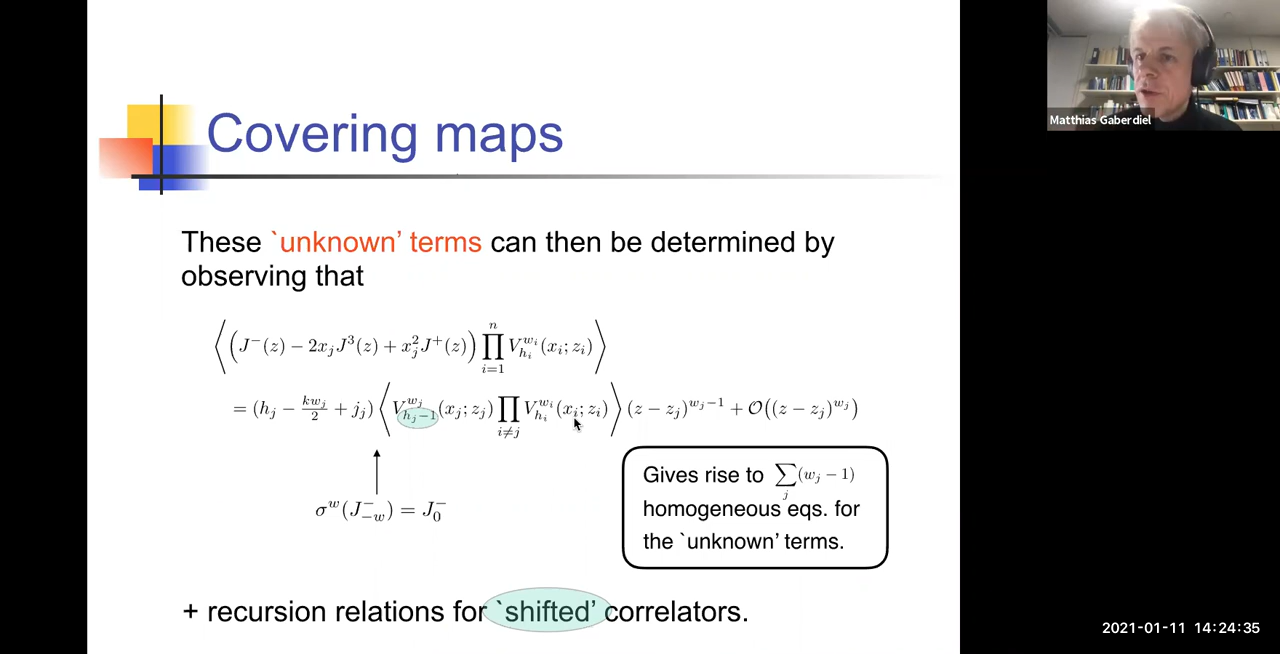 Covering maps
Matthias Gaberdiel
These `unknown' terms can then be determined by
observing that
⟨(J⁻(z) − 2x_j J³(z) + x_j² J⁺(z)) ∏_{i=1}^{n} V_{h_i}^{w_i}(x_i; z_i)⟩
= (h_j − kw_j/2 + j_j) ⟨V_{h_j−1}^{w_j}(x_j; z_j) ∏_{i≠j} V_{h_i}^{w_i}(x_i; z_i)⟩ (z − z_j)^{w_j−1} + 𝒪((z − z_j)^{w_j})
σ^w(J⁻_{−w}) = J⁻_0
Gives rise to ∑_j (w_j − 1)
homogeneous eqs. for
the `unknown' terms.
+ recursion relations for `shifted' correlators.
2021-01-11 14:24:35